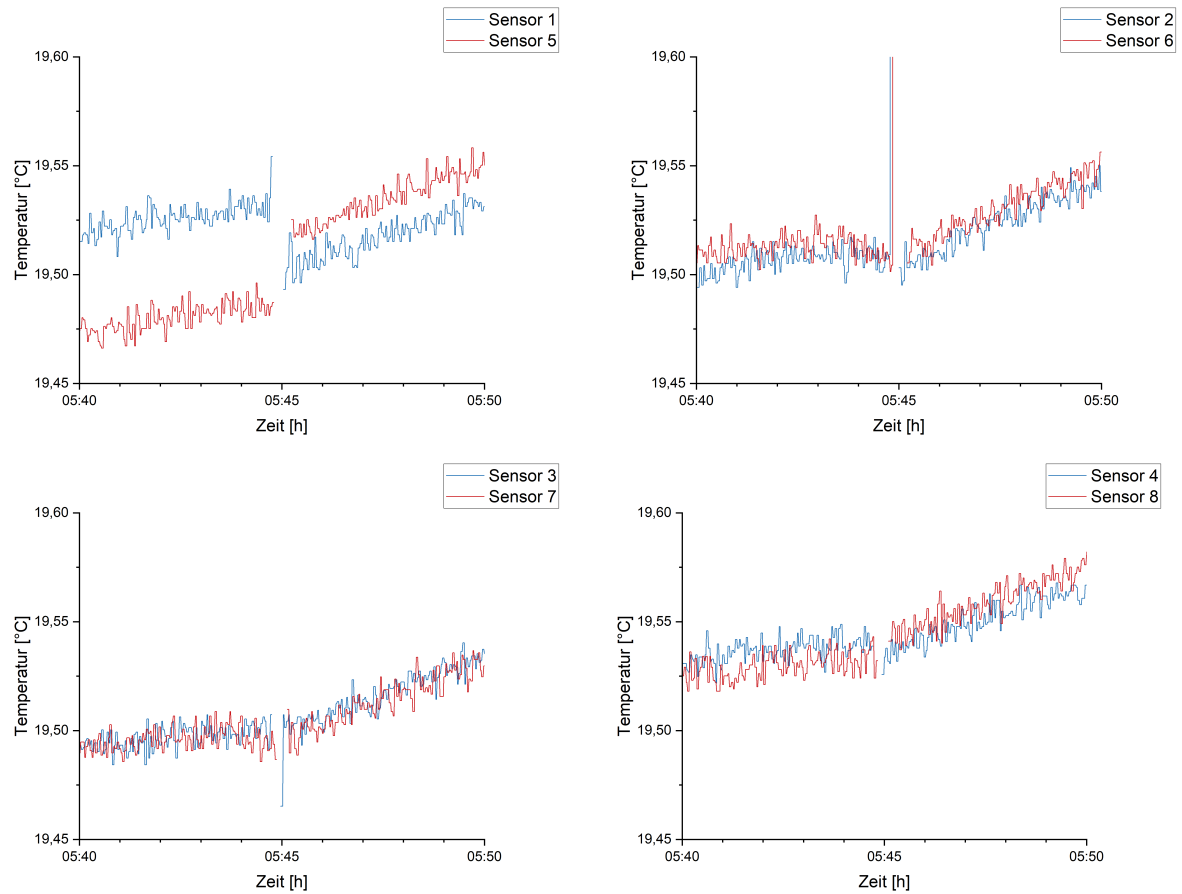 Sensor 1
Sensor 5
19,60
19,55
19,50
19,45
Temperatur [°C]
05:40
05:45
05:50
Zeit [h]
Sensor 2
Sensor 6
19,60
19,55
19,50
19,45
Temperatur [°C]
05:40
05:45
05:50
Zeit [h]
Sensor 3
Sensor 7
19,60
19,55
19,50
19,45
Temperatur [°C]
05:40
05:45
05:50
Zeit [h]
Sensor 4
Sensor 8
19,60
19,55
19,50
19,45
Temperatur [°C]
05:40
05:45
05:50
Zeit [h]